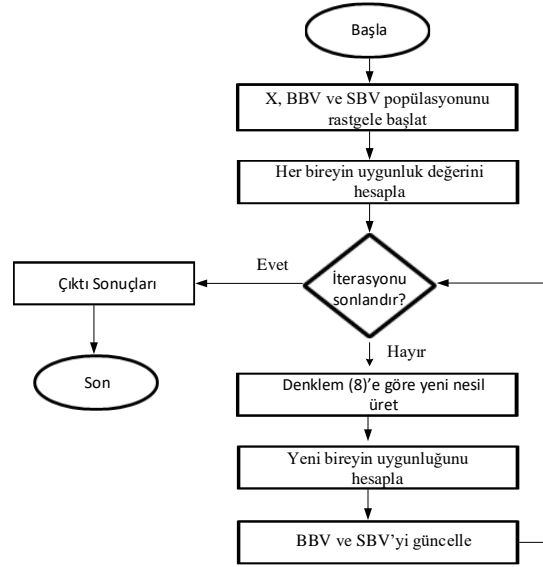 Başla
X, BBV ve SBV popülasyonunu
rastgele başlat
Her bireyin uygunluk değerini
hesapla
İterasyonu
sonlandır?
Evet
Çıktı Sonuçları
Son
Hayır
Denklem (8)'e göre yeni nesil
üret
Yeni bireyin uygunluğunu
hesapla
BBV ve SBV'yi güncelle